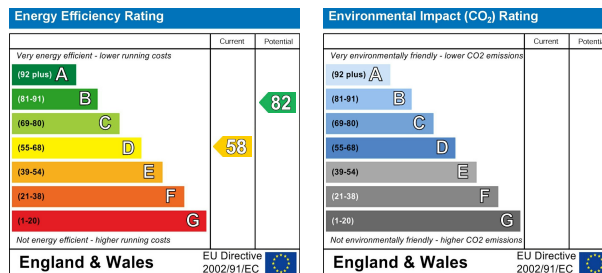 Energy Efficiency Rating
Current Potential
Very energy efficient - lower running costs
(92 plus) A
(81-91) B
82
(69-80) C
(55-68) D
58
(39-54) E
(21-38) F
(1-20) G
Not energy efficient - higher running costs
England & Wales
EU Directive
2002/91/EC
Environmental Impact (CO₂) Rating
Current Potential
Very environmentally friendly - lower CO2 emissions
(92 plus) A
(81-91) B
(69-80) C
(55-68) D
(39-54) E
(21-38) F
(1-20) G
Not environmentally friendly - higher CO2 emissions
England & Wales
EU Directive
2002/91/EC